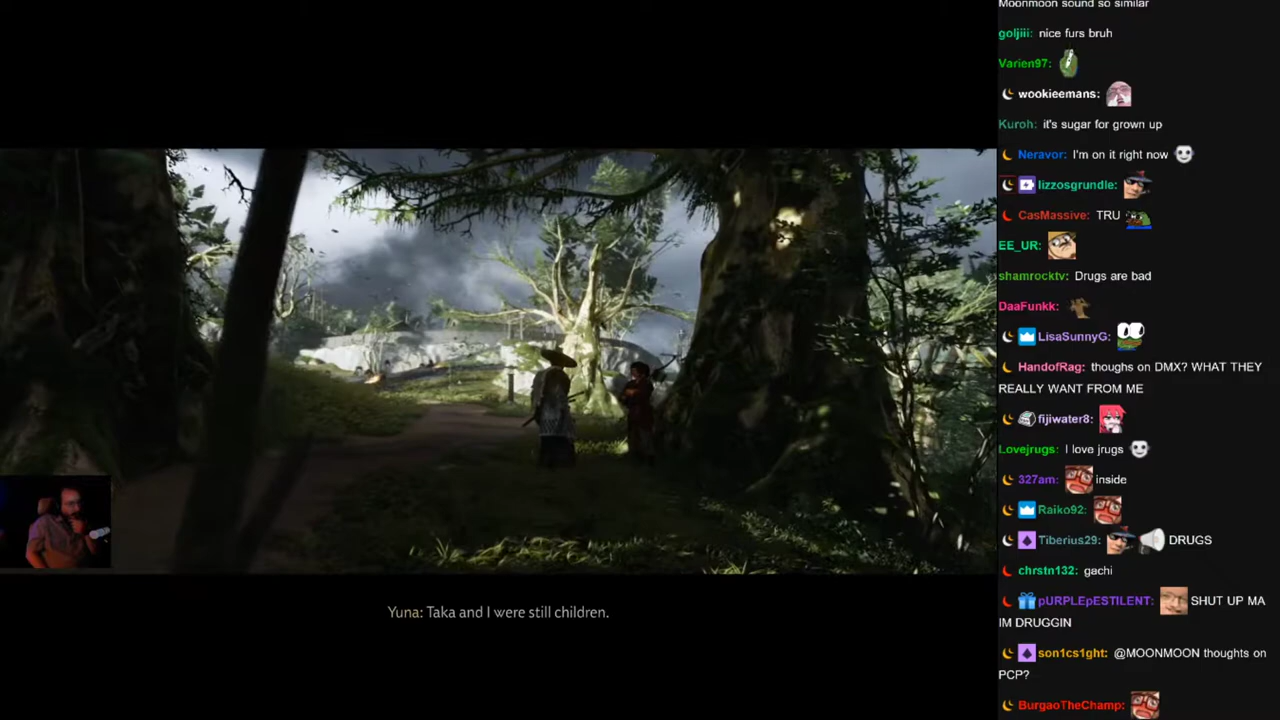 Moonmoon sound so similar
goljiii: nice furs bruh
Varien97:
wookieemans:
Kuroh: it's sugar for grown up
Neravor: I'm on it right now
lizzosgrundle:
CasMassive: TRU
EE_UR:
shamrocktv: Drugs are bad
DaaFunkk:
LisaSunnyG:
HandofRag: thoughs on DMX? WHAT THEY
REALLY WANT FROM ME
fijiwater8:
Lovejrugs: I love jrugs
327am: inside
Raiko92:
Tiberius29: DRUGS
chrstn132: gachi
pURPLEpESTILENT: SHUT UP MA
IM DRUGGIN
son1cs1ght: @MOONMOON thoughts on
PCP?
BurgaoTheChamp:
Yuna: Taka and I were still children.